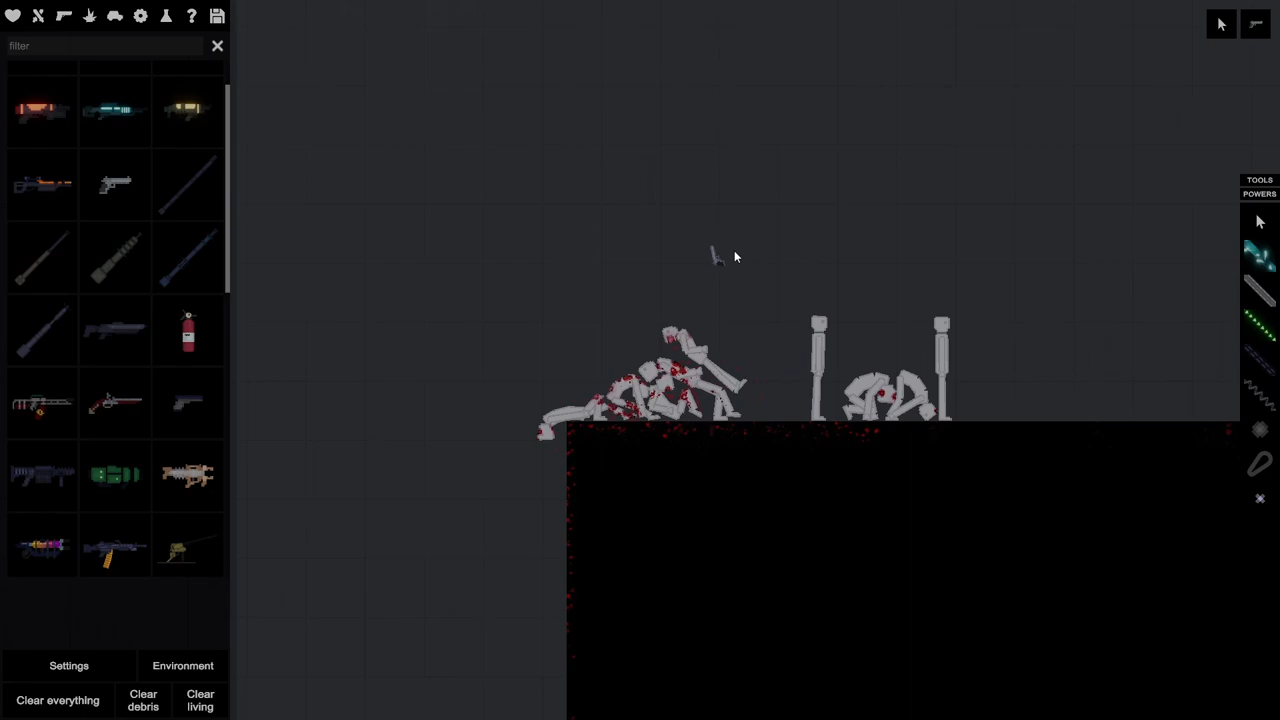 ?
filter
TOOLS
POWERS
Settings
Environment
Clear everything
Clear debris
Clear living